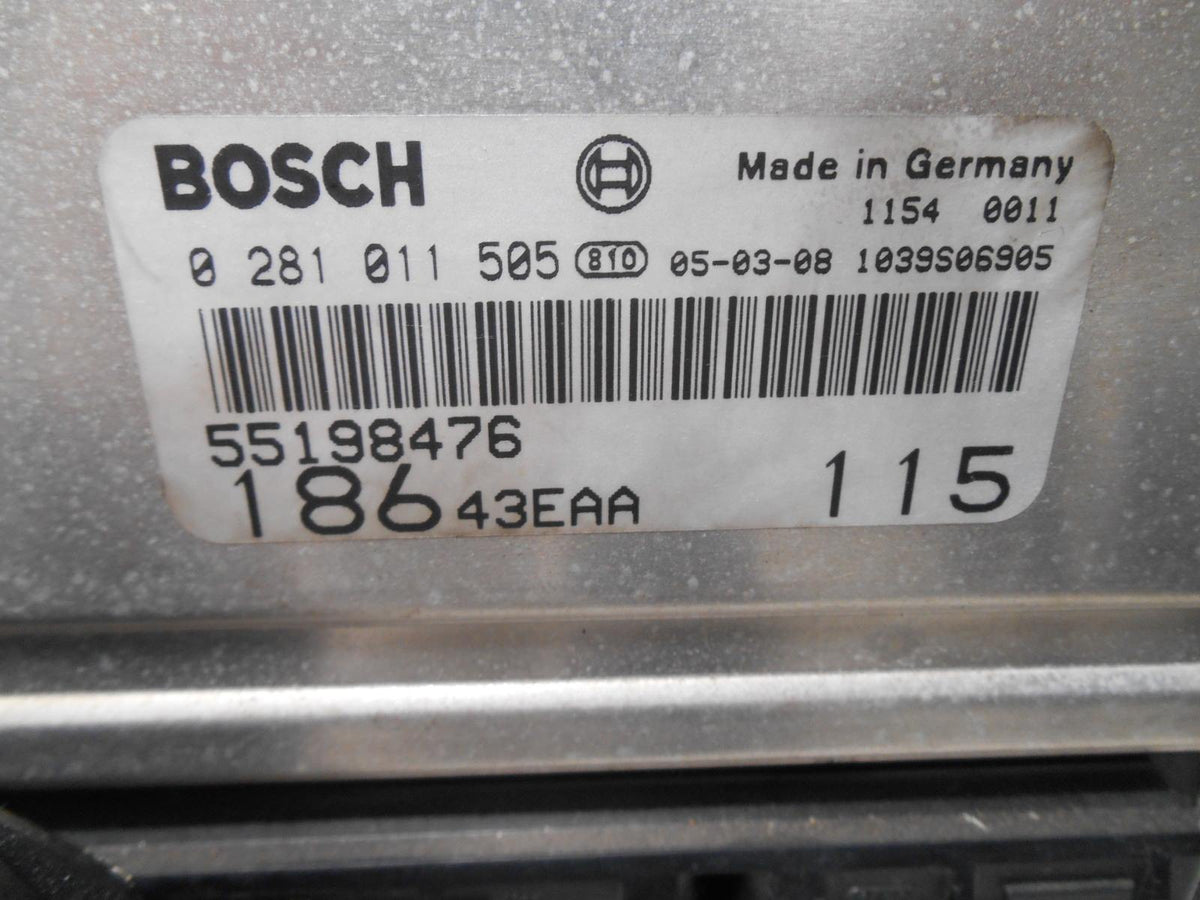 BOSCH
Made in Germany
1154 0011
0 281 011 505 810 05-03-08 1039S06905
55198476
186 43EAA 115